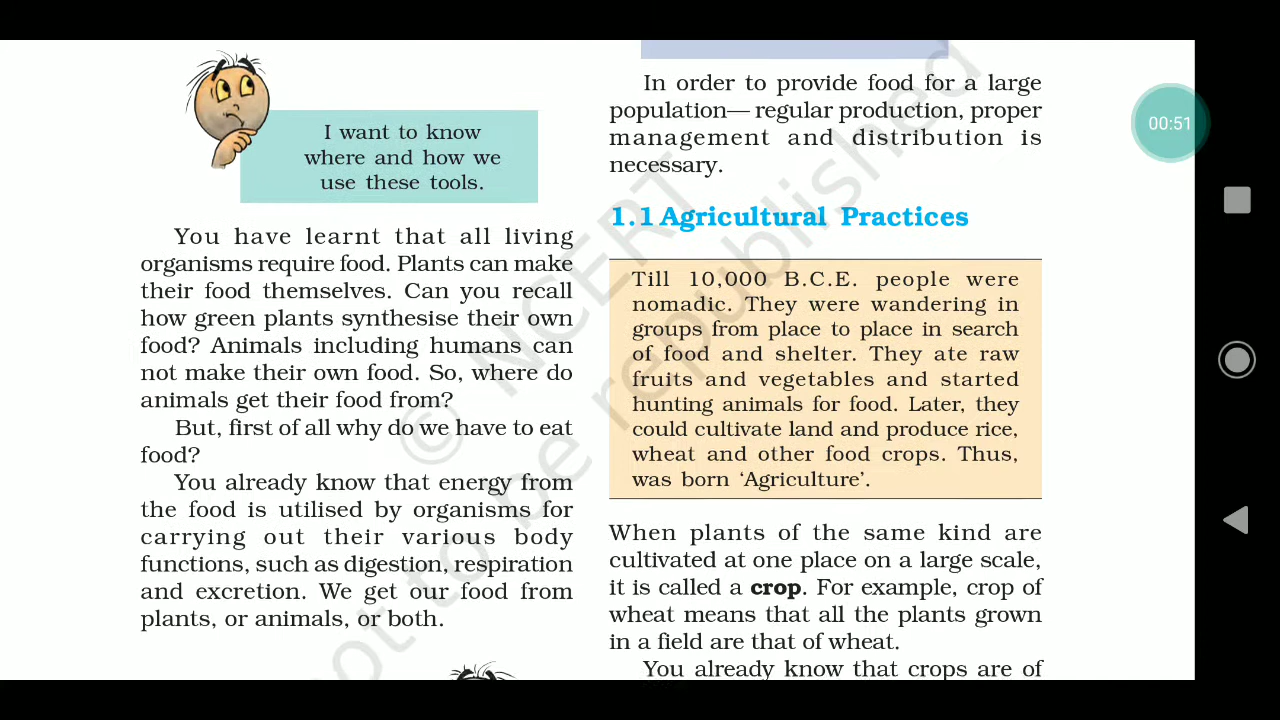 I want to know
where and how we
use these tools.
You have learnt that all living
organisms require food. Plants can make
their food themselves. Can you recall
how green plants synthesise their own
food? Animals including humans can
not make their own food. So, where do
animals get their food from?
But, first of all why do we have to eat
food?
You already know that energy from
the food is utilised by organisms for
carrying out their various body
functions, such as digestion, respiration
and excretion. We get our food from
plants, or animals, or both.
In order to provide food for a large
population— regular production, proper
management and distribution is
necessary.
1.1 Agricultural Practices
Till 10,000 B.C.E. people were
nomadic. They were wandering in
groups from place to place in search
of food and shelter. They ate raw
fruits and vegetables and started
hunting animals for food. Later, they
could cultivate land and produce rice,
wheat and other food crops. Thus,
was born ‘Agriculture’.
When plants of the same kind are
cultivated at one place on a large scale,
it is called a crop. For example, crop of
wheat means that all the plants grown
in a field are that of wheat.
You already know that crops are of
© NCERT
not to be republished
00:51